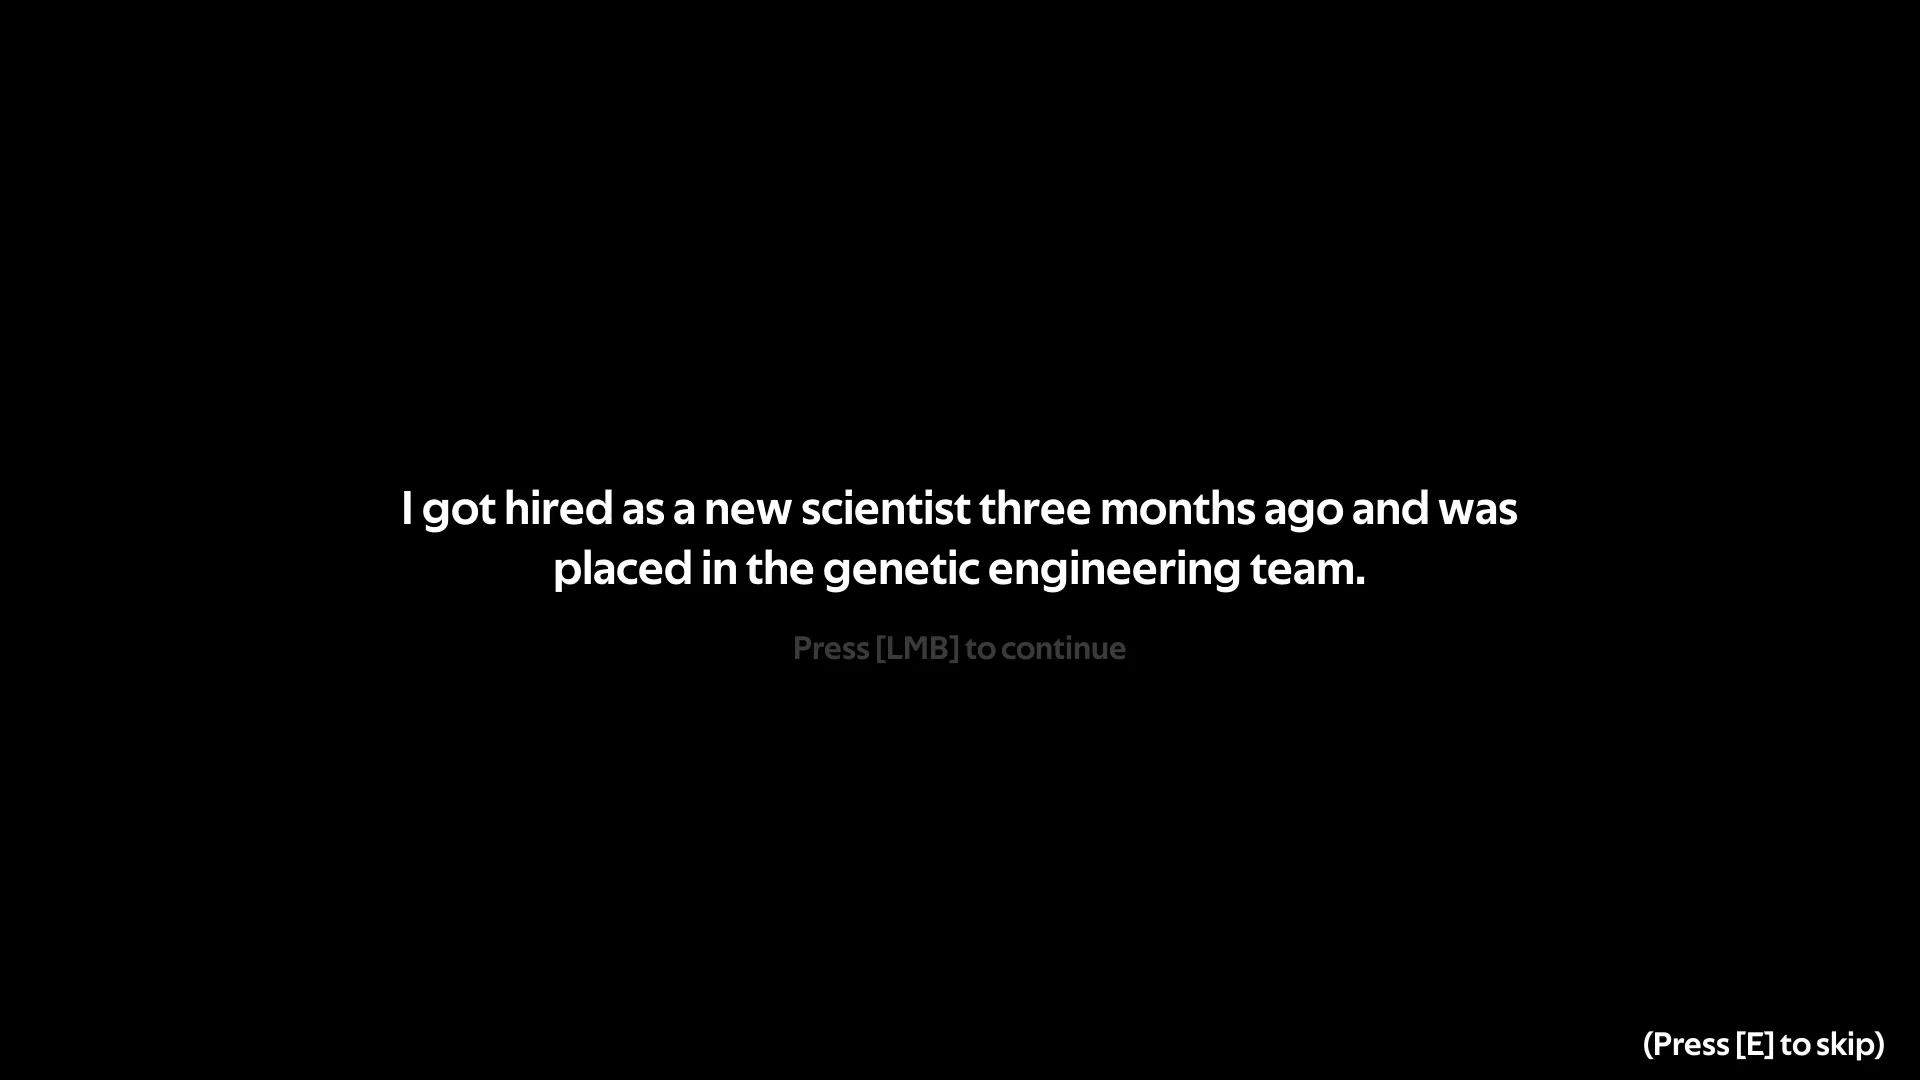 I got hired as a new scientist three months ago and was
placed in the genetic engineering team.
Press [LMB] to continue
(Press [E] to skip)